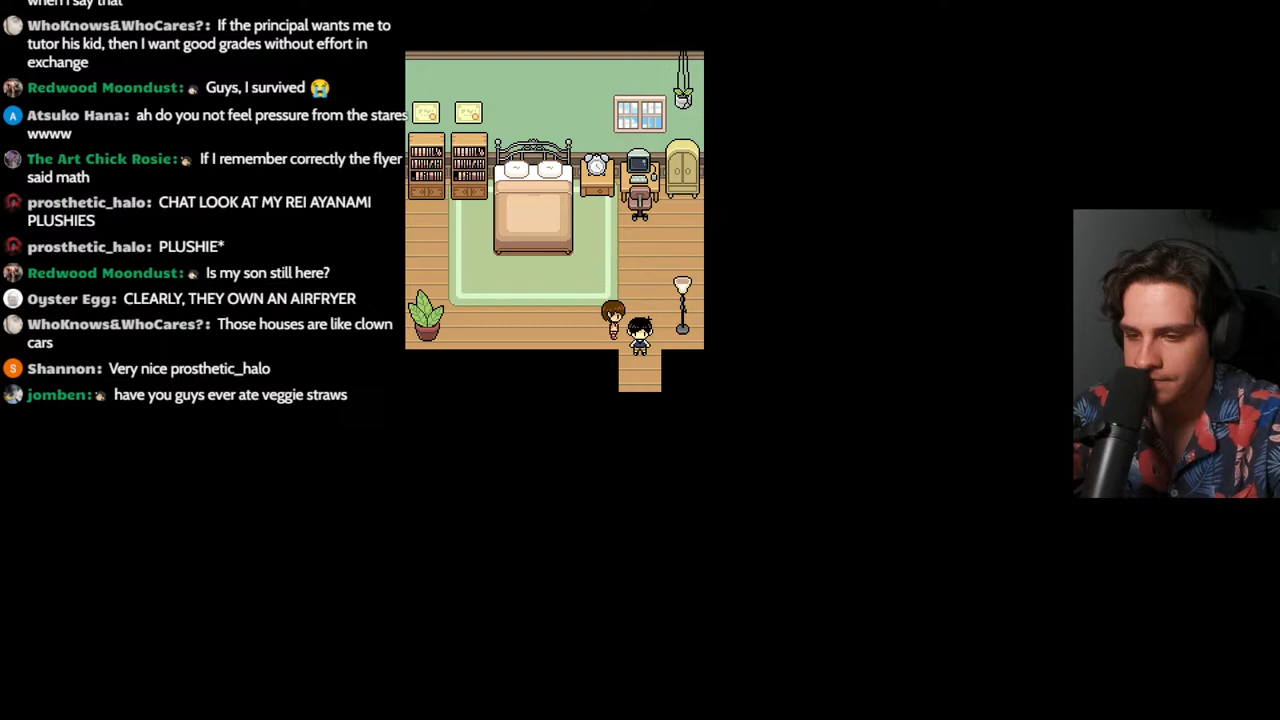 when I say that
WhoKnows&WhoCares?: If the principal wants me to
tutor his kid, then I want good grades without effort in
exchange
Redwood Moondust: Guys, I survived 😭
A Atsuko Hana: ah do you not feel pressure from the stares
wwww
The Art Chick Rosie: If I remember correctly the flyer
said math
prosthetic_halo: CHAT LOOK AT MY REI AYANAMI
PLUSHIES
prosthetic_halo: PLUSHIE*
Redwood Moondust: Is my son still here?
Oyster Egg: CLEARLY, THEY OWN AN AIRFRYER
WhoKnows&WhoCares?: Those houses are like clown
cars
S Shannon: Very nice prosthetic_halo
jomben: have you guys ever ate veggie straws